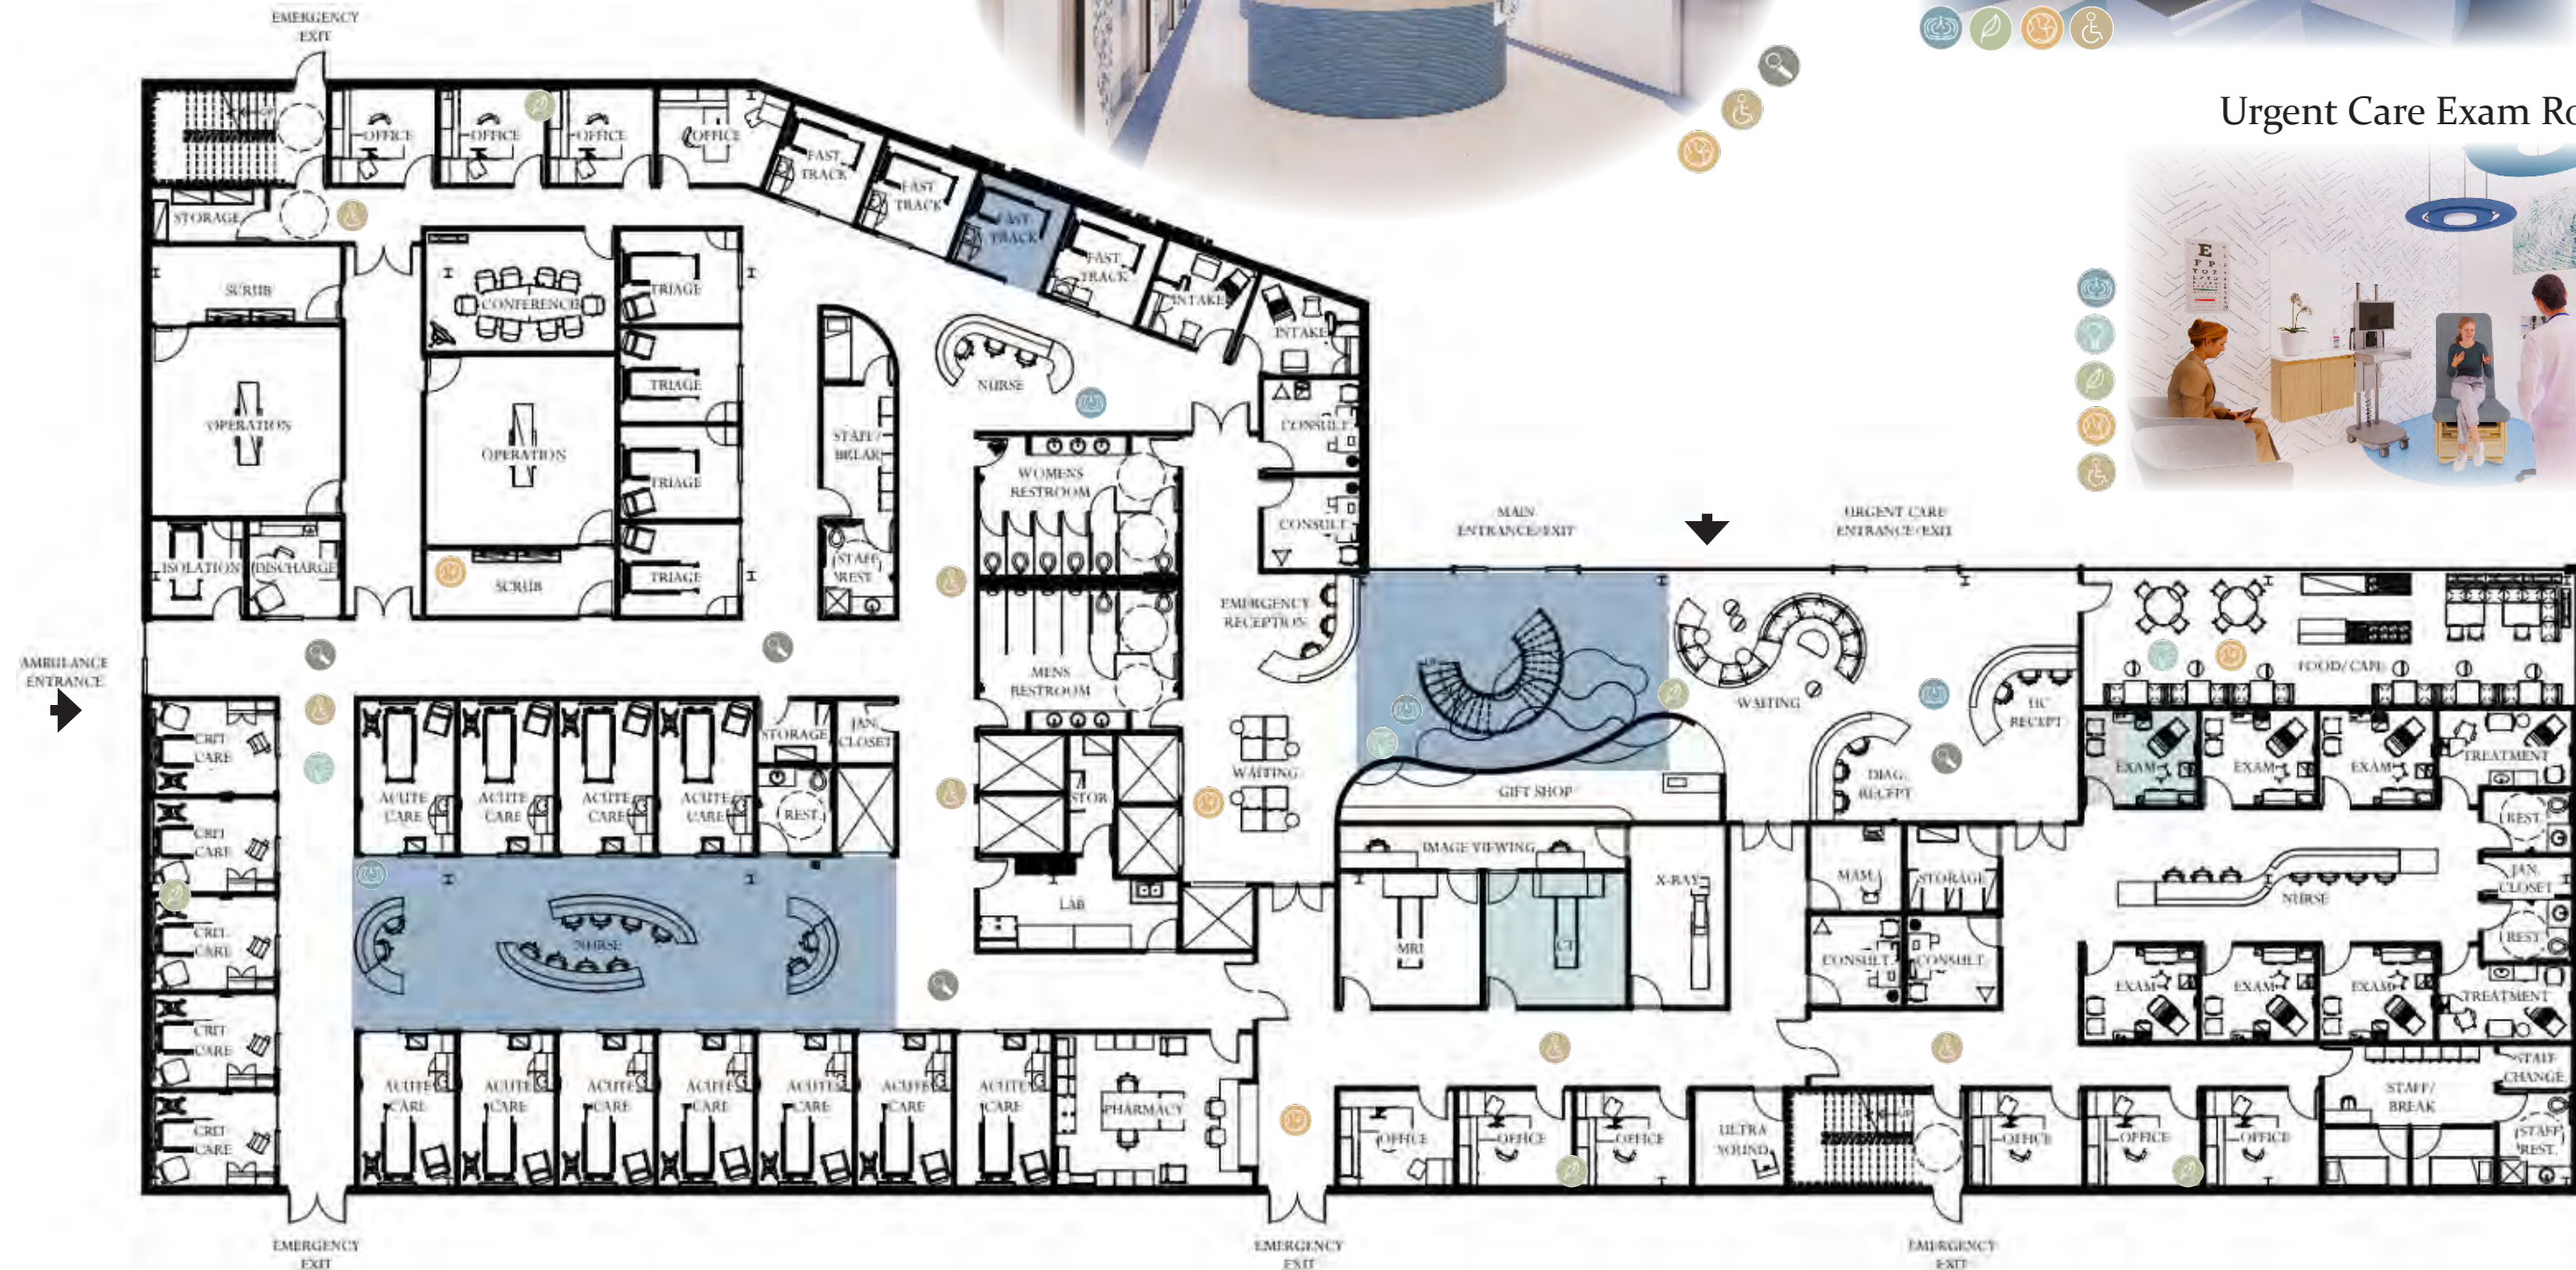 EMERGENCY
EXIT
Urgent Care Exam Ro
UP
OFFICE
OFFICE
OFFICE
OFFICE
FAST
TRACK
FAST
TRACK
FAST
TRACK
FAST
TRACK
INTAKE
INTAKE
STORAGE
SCRUB
CONFERENCE
TRIAGE
TRIAGE
TRIAGE
TRIAGE
NURSE
OPERATION
OPERATION
STAFF/
BREAK
CONSULT
CONSULT
WOMENS
RESTROOM
MAIN
ENTRANCE/EXIT
URGENT CARE
ENTRANCE/EXIT
ISOLATION
DISCHARGE
SCRUB
STAFF
REST
EMERGENCY
RECEPTION
AMBULANCE
ENTRANCE
MENS
RESTROOM
UP
WAITING
UC
RECEPT
FOOD/CAFE
CRIT
CARE
CRIT
CARE
CRIT
CARE
CRIT
CARE
CRIT
CARE
ACUTE
CARE
ACUTE
CARE
ACUTE
CARE
ACUTE
CARE
STORAGE
JAN
CLOSET
REST.
STOR
WAITING
GIFT SHOP
DIAG.
RECEPT
EXAM
EXAM
EXAM
TREATMENT
REST
IMAGE VIEWING
X-RAY
MAM
STORAGE
JAN.
CLOSET
NURSE
NURSE
LAB
MRI
CT
CONSULT
CONSULT
REST
EXAM
EXAM
EXAM
TREATMENT
ACUTE
CARE
ACUTE
CARE
ACUTE
CARE
ACUTE
CARE
ACUTE
CARE
ACUTE
CARE
ACUTE
CARE
PHARMACY
OFFICE
OFFICE
OFFICE
ULTRA
SOUND
UP
OFFICE
OFFICE
OFFICE
STAFF/
BREAK
STAFF
CHANGE
STAFF
REST.
EMERGENCY
EXIT
EMERGENCY
EXIT
EMERGENCY
EXIT